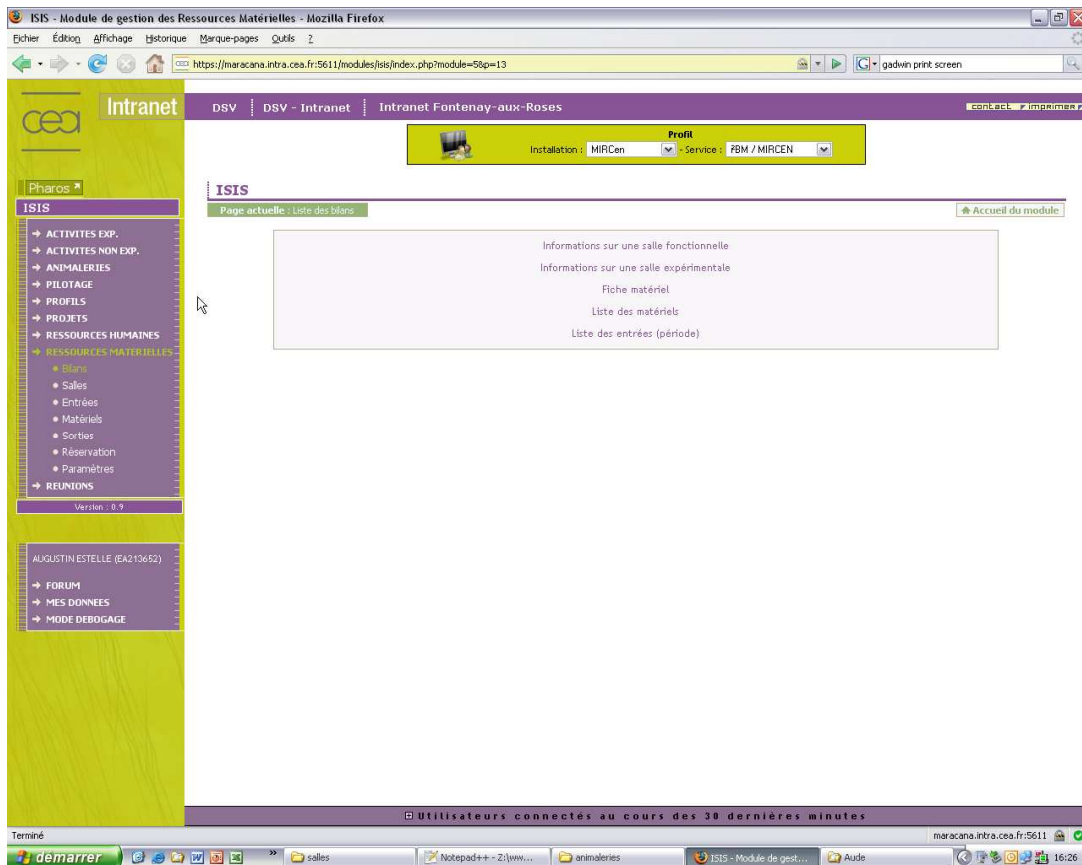 ISIS - Module de gestion des Ressources Matérielles - Mozilla Firefox
Fichier Édition Affichage Historique Marque-pages Outils ?
https://maracana.intra.cea.fr:5611/modules/isis/index.php?module=58&p=13
gadwin print screen
cea Intranet
DSV DSV - Intranet Intranet Fontenay-aux-Roses
contact imprimer
Profil
Installation : MIRCen - Service : BM / MIRCEN
Pharos
ISIS
ISIS
Page actuelle : Liste des bilans
Accueil du module
ACTIVITES EXP.
ACTIVITES NON EXP.
ANIMALERIES
PILOTAGE
PROFILS
PROJETS
RESSOURCES HUMAINES
RESSOURCES MATERIELLES
Bilans
Salles
Entrées
Matériels
Sorties
Réservation
Paramètres
REUNIONS
Version : 0.9
Informations sur une salle fonctionnelle
Informations sur une salle expérimentale
Fiche matériel
Liste des matériels
Liste des entrées (période)
AUGUSTIN ESTELLE (EA213652)
FORUM
MES DONNEES
MODE DEBOGAGE
Utilisateurs connectés au cours des 30 dernières minutes
Terminé
maracana.intra.cea.fr:5611
démarrer
salles
Notepad++ - Z:\ww...
animaleries
ISIS - Module de gest...
Aude
16:26